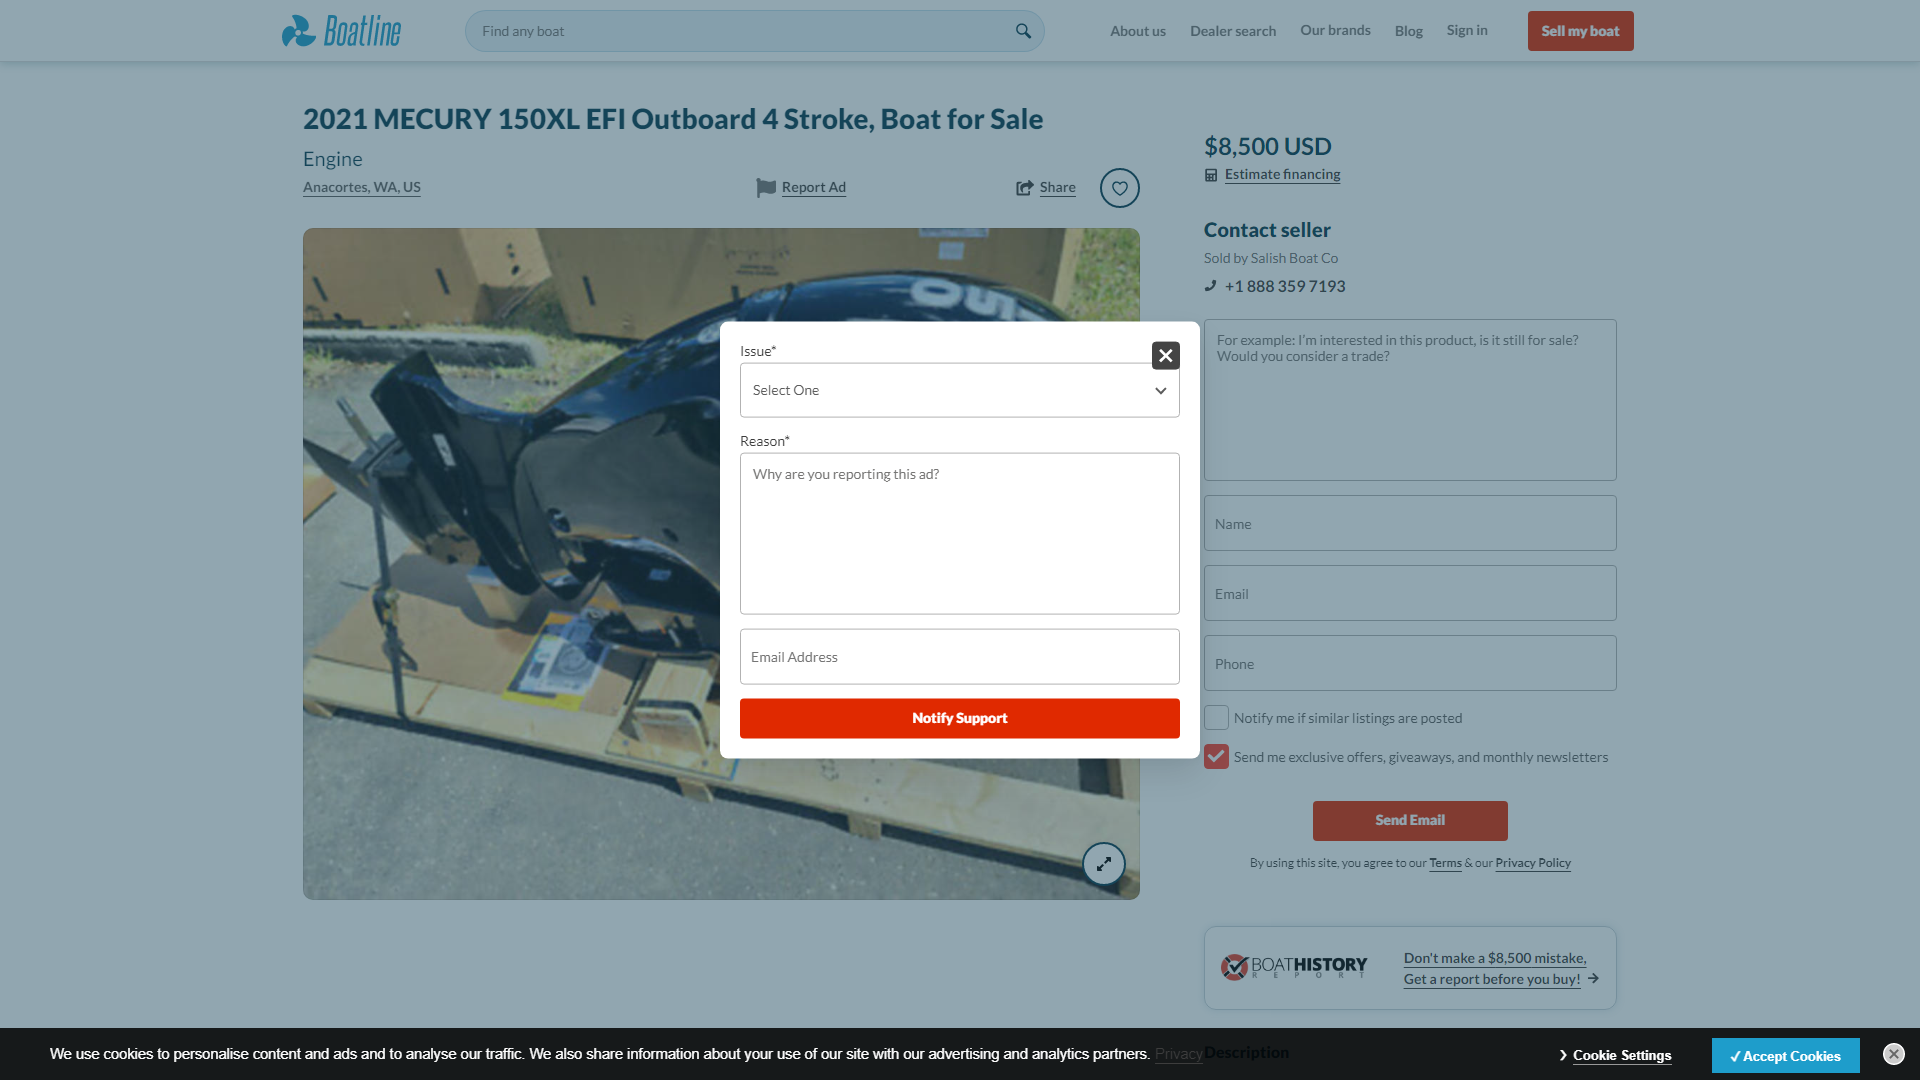 Boatline
Find any boat
About us
Dealer search
Our brands
Blog
Sign in
Sell my boat
2021 MECURY 150XL EFI Outboard 4 Stroke, Boat for Sale
Engine
Anacortes, WA, US
Report Ad
Share
$8,500 USD
Estimate financing
Contact seller
Sold by Salish Boat Co
+1 888 359 7193
For example: I'm interested in this product, is it still for sale?
Would you consider a trade?
Name
Email
Phone
Notify me if similar listings are posted
Send me exclusive offers, giveaways, and monthly newsletters
Send Email
By using this site, you agree to our Terms & our Privacy Policy
BOATHISTORY
REPORT
Don't make a $8,500 mistake,
Get a report before you buy!
Issue*
Select One
Reason*
Why are you reporting this ad?
Email Address
Notify Support
We use cookies to personalise content and ads and to analyse our traffic. We also share information about your use of our site with our advertising and analytics partners. Privacy
Description
Cookie Settings
Accept Cookies